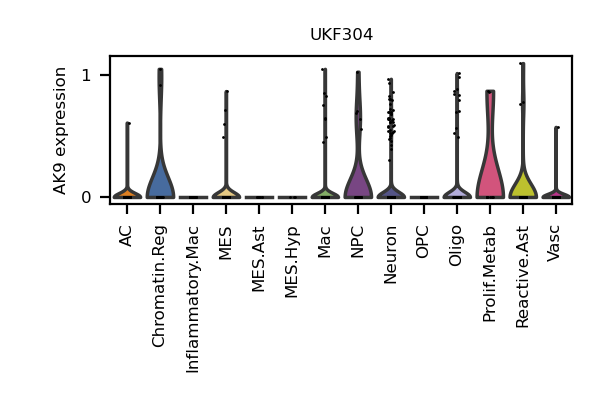 UKF304
AK9 expression
1
0
AC
Chromatin.Reg
Inflammatory.Mac
MES
MES.Ast
MES.Hyp
Mac
NPC
Neuron
OPC
Oligo
Prolif.Metab
Reactive.Ast
Vasc